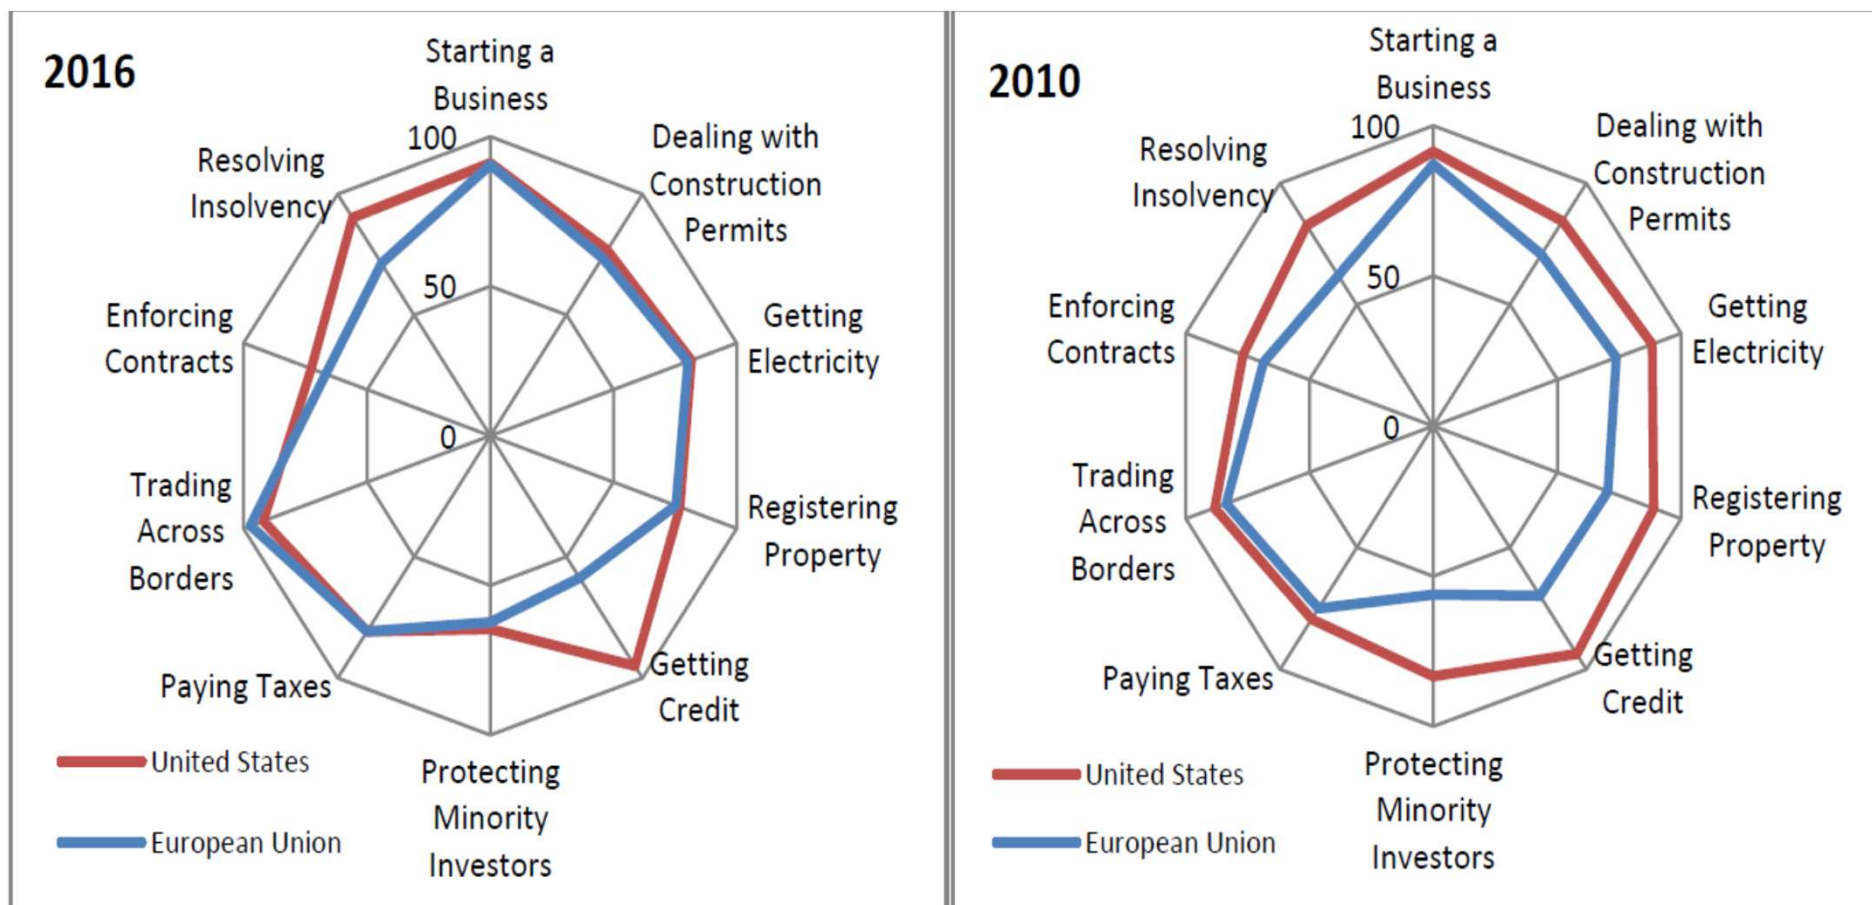 2016
Starting a
Business
100
Dealing with
Construction
Permits
Resolving
Insolvency
50
Enforcing
Contracts
Getting
Electricity
0
Trading
Across
Borders
Registering
Property
Paying Taxes
Getting
Credit
Protecting
Minority
Investors
United States
European Union
2010
Starting a
Business
100
Dealing with
Construction
Permits
Resolving
Insolvency
50
Enforcing
Contracts
Getting
Electricity
0
Trading
Across
Borders
Registering
Property
Paying Taxes
Getting
Credit
Protecting
Minority
Investors
United States
European Union